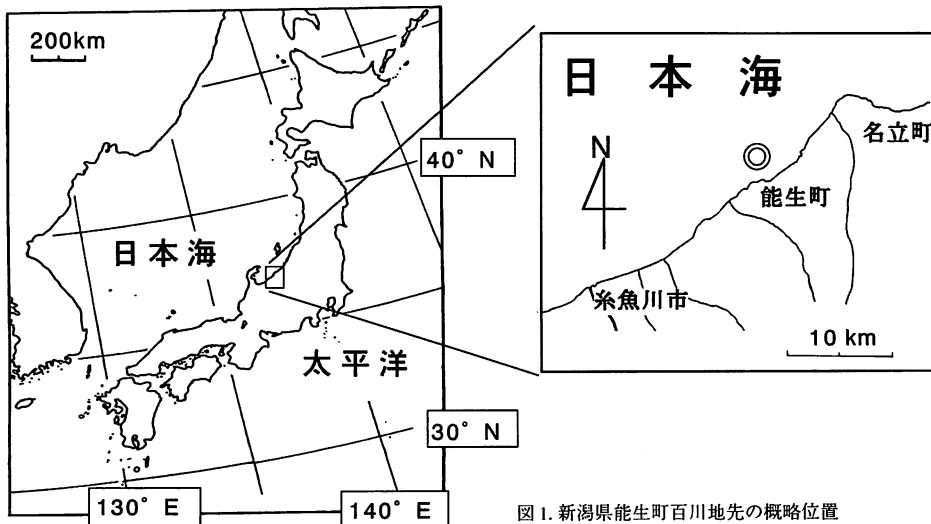 200km
40° N
日本海
太平洋
30° N
130° E
140° E
日本海
名立町
N
能生町
糸魚川市
10 km
図 1. 新潟県能生町百川地先の概略位置